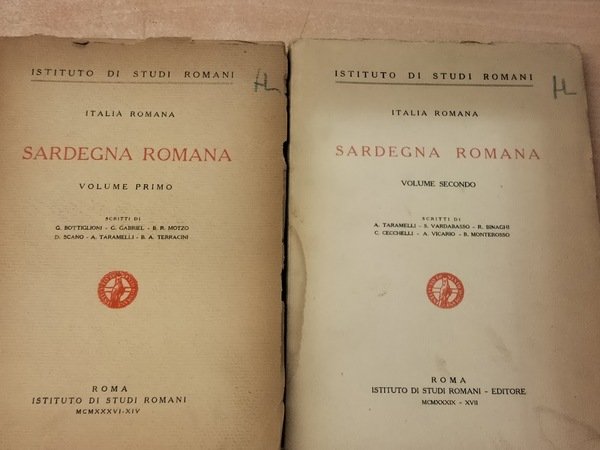 ISTITUTO DI STUDI ROMANI
HL
ITALIA ROMANA
SARDEGNA ROMANA
VOLUME PRIMO
SCRITTI DI
G. BOTTIGLIONI - G. GABRIEL - B. R. MOTZO
D. SCANO - A. TARAMELLI - B. A. TERRACINI
ROMA
ISTITUTO DI STUDI ROMANI
MCMXXXVI-XIV
ISTITUTO DI STUDI ROMANI
HL
ITALIA ROMANA
SARDEGNA ROMANA
VOLUME SECONDO
SCRITTI DI
A. TARAMELLI - S. VARDABASSO - R. BINAGHI
C. CECCHELLI - A. VICARIO - B. MONTEROSSO
ROMA
ISTITUTO DI STUDI ROMANI - EDITORE
MCMXXXIX - XVII